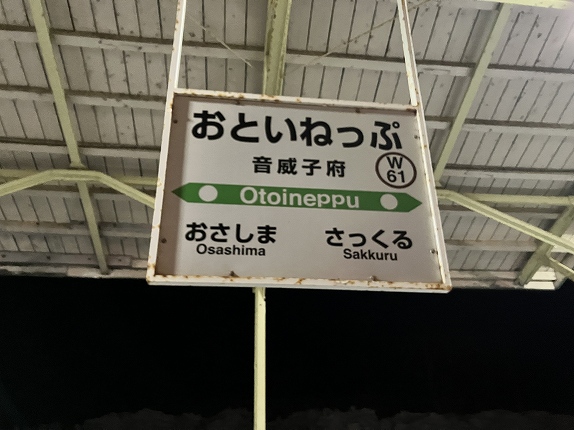 おといねっぷ
音威子府
W
61
Otoineppu
おさしま さっくる
Osashima Sakkuru